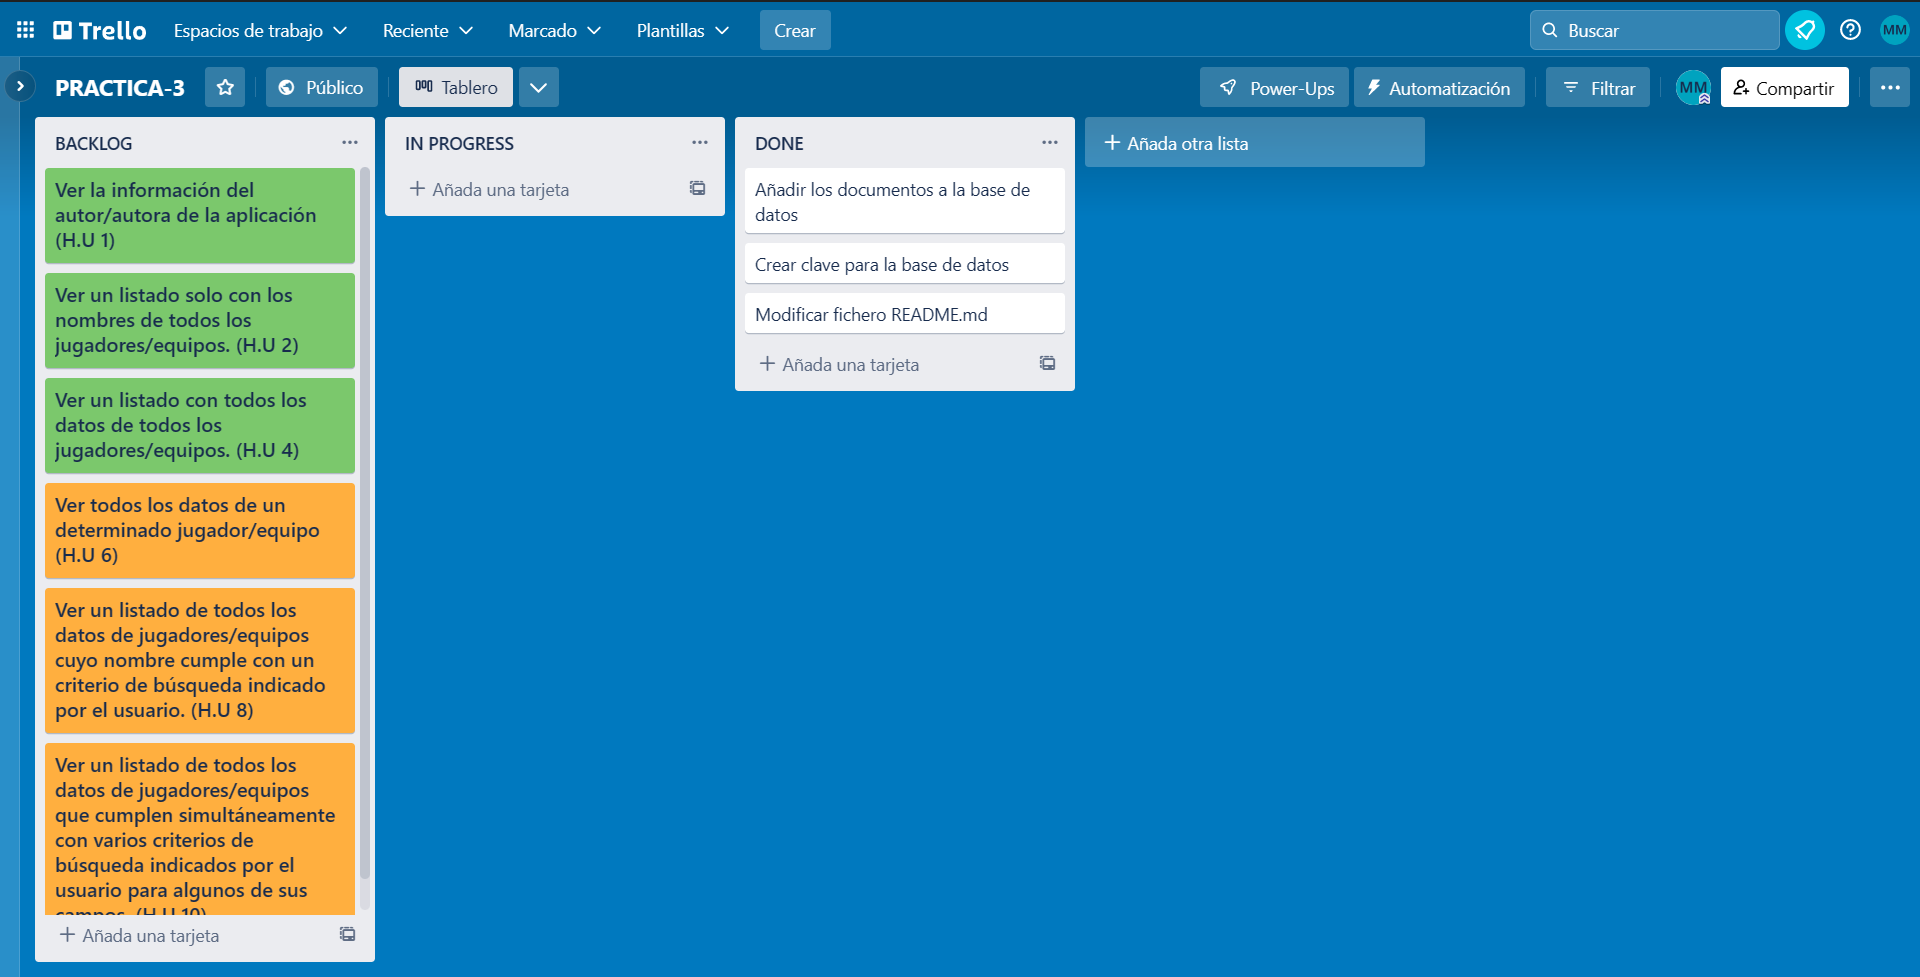 Trello
Espacios de trabajo
Reciente
Marcado
Plantillas
Crear
Buscar
MM
PRACTICA-3
Público
Tablero
Power-Ups
Automatización
Filtrar
MM
Compartir
BACKLOG
Ver la información del
autor/autora de la aplicación
(H.U 1)
Ver un listado solo con los
nombres de todos los
jugadores/equipos. (H.U 2)
Ver un listado con todos los
datos de todos los
jugadores/equipos. (H.U 4)
Ver todos los datos de un
determinado jugador/equipo
(H.U 6)
Ver un listado de todos los
datos de jugadores/equipos
cuyo nombre cumple con un
criterio de búsqueda indicado
por el usuario. (H.U 8)
Ver un listado de todos los
datos de jugadores/equipos
que cumplen simultáneamente
con varios criterios de
búsqueda indicados por el
usuario para algunos de sus
campos. (H.U 10)
+ Añada una tarjeta
IN PROGRESS
+ Añada una tarjeta
DONE
Añadir los documentos a la base de
datos
Crear clave para la base de datos
Modificar fichero README.md
+ Añada una tarjeta
+ Añada otra lista